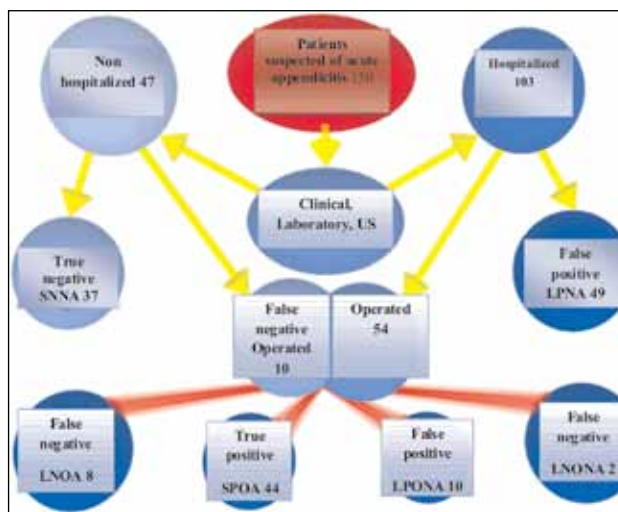 Non
hospitalized 47
Patients
suspected of acute
appendicitis 150
Hospitalized
103
Clinical,
Laboratory, US
True
negative
SNNA 37
False
positive
LPNA 49
False
negative
Operated
10
Operated
54
False
negative
LNOA 8
True
positive
SPOA 44
False
positive
LPONA 10
False
negative
LNONA 2